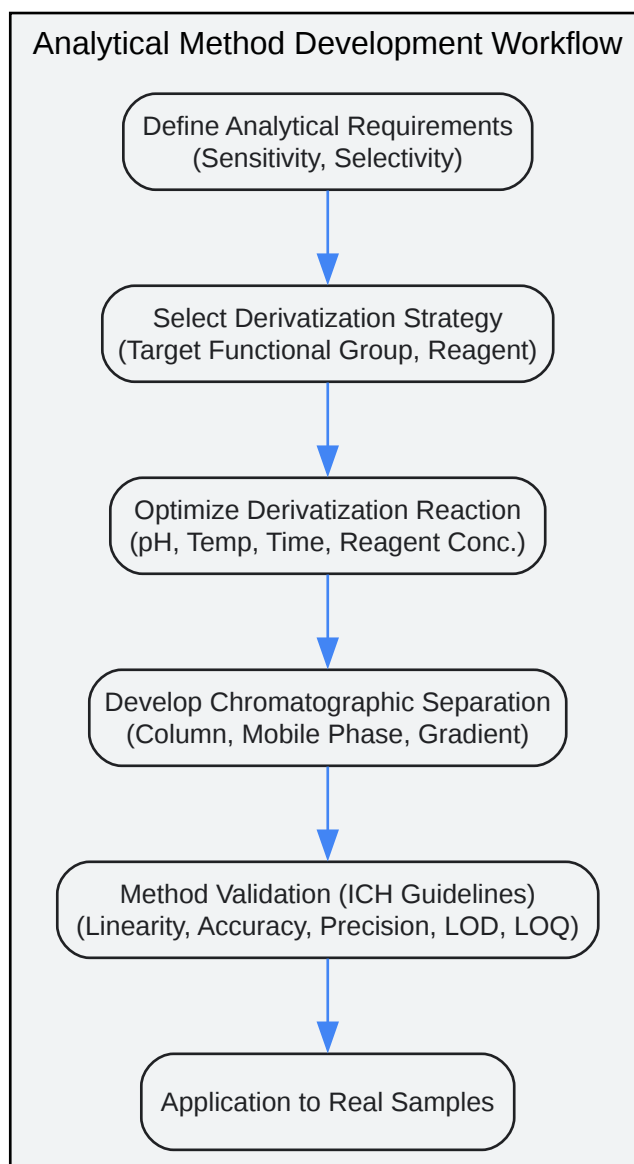 Analytical Method Development Workflow
Define Analytical Requirements
(Sensitivity, Selectivity)
Select Derivatization Strategy
(Target Functional Group, Reagent)
Optimize Derivatization Reaction
(pH, Temp, Time, Reagent Conc.)
Develop Chromatographic Separation
(Column, Mobile Phase, Gradient)
Method Validation (ICH Guidelines)
(Linearity, Accuracy, Precision, LOD, LOQ)
Application to Real Samples